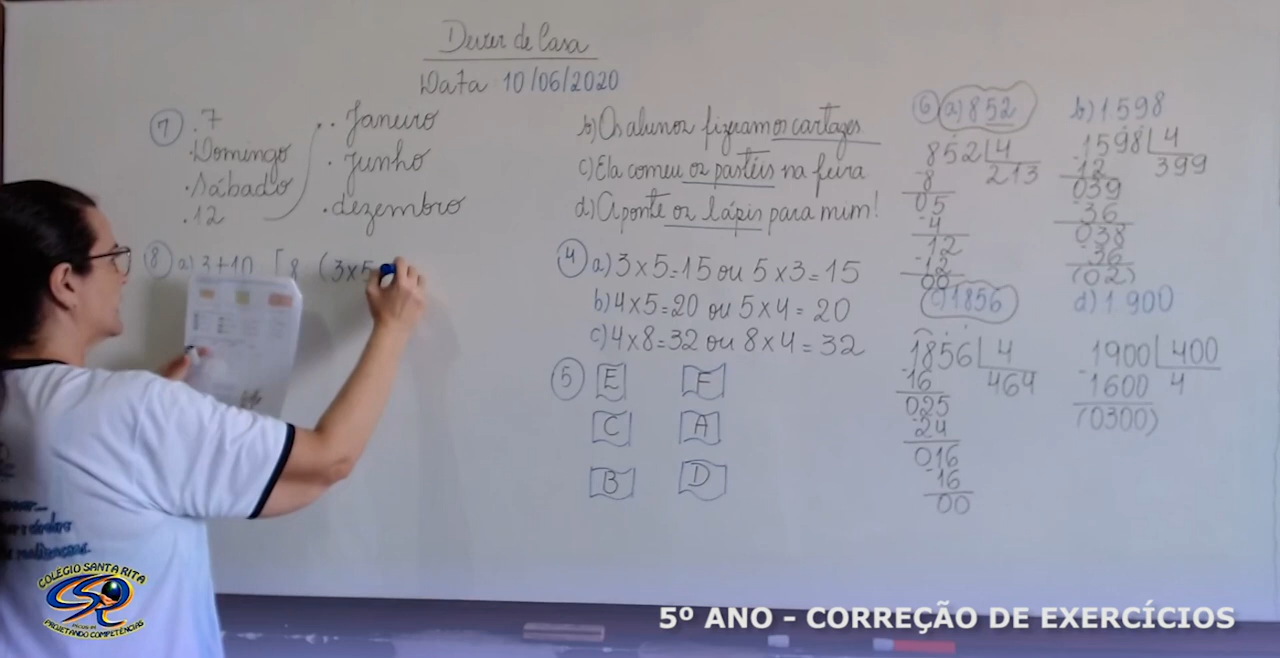 Dever de Casa
Data 10/06/2020
7 .7
.Domingo
.Sábado
.12
.Janeiro
.Junho
.dezembro
8 a) 3+10 [8 (3x5
b) Os alunos fizeram os cartazes
c) Ela comeu os pastéis na feira
d) Aponte os lápis para mim!
4 a) 3x5=15 ou 5x3=15
b) 4x5=20 ou 5x4=20
c) 4x8=32 ou 8x4=32
5 E F
C A
B D
6 a) 852
852 4
-8 213
05
-4
12
-12
00
b) 1598
1598 4
-12 399
039
-36
038
-36
(02)
c) 1856
1856 4
-16 464
025
-24
016
-16
00
d) 1900
1900 400
-1600 4
(0300)
COLÉGIO SANTA RITA
PROJETANDO COMPETÊNCIAS
5º ANO - CORREÇÃO DE EXERCÍCIOS